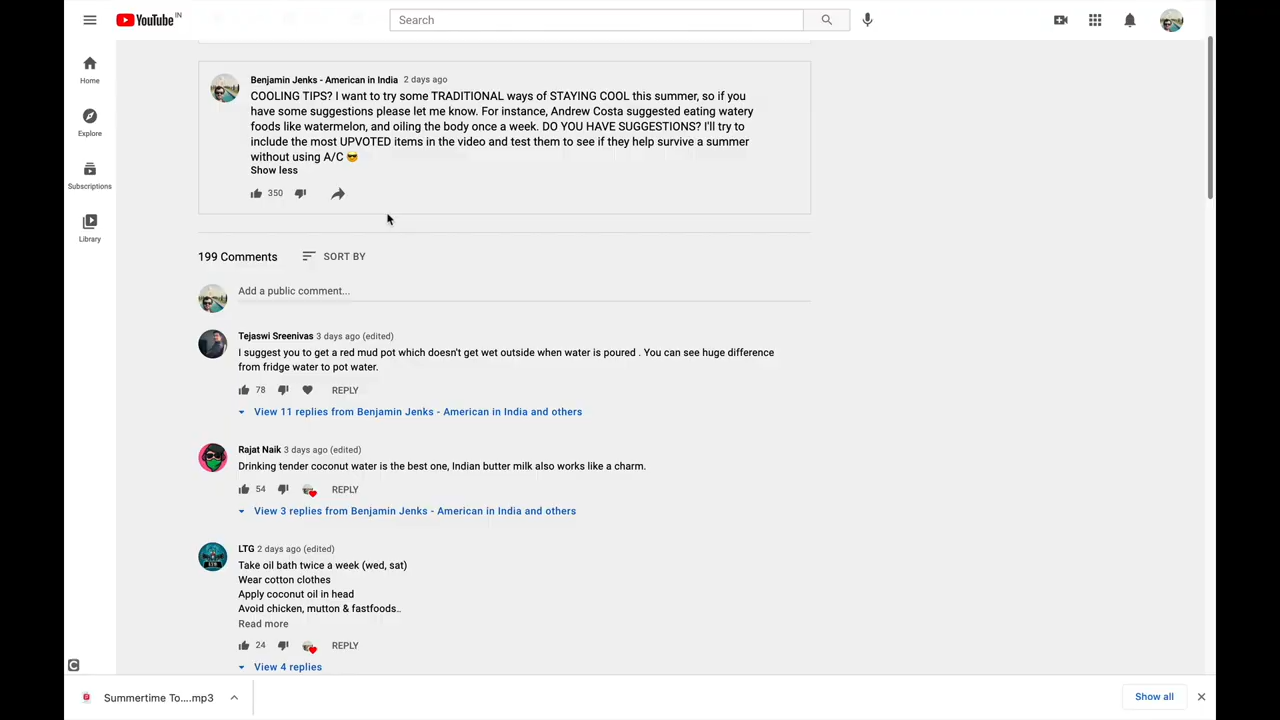 YouTube IN
Search
Home
Explore
Subscriptions
Library
Benjamin Jenks - American in India 2 days ago
COOLING TIPS? I want to try some TRADITIONAL ways of STAYING COOL this summer, so if you
have some suggestions please let me know. For instance, Andrew Costa suggested eating watery
foods like watermelon, and oiling the body once a week. DO YOU HAVE SUGGESTIONS? I'll try to
include the most UPVOTED items in the video and test them to see if they help survive a summer
without using A/C 😎
Show less
350
199 Comments SORT BY
Add a public comment...
Tejaswi Sreenivas 3 days ago (edited)
I suggest you to get a red mud pot which doesn't get wet outside when water is poured . You can see huge difference
from fridge water to pot water.
78 REPLY
View 11 replies from Benjamin Jenks - American in India and others
Rajat Naik 3 days ago (edited)
Drinking tender coconut water is the best one, Indian butter milk also works like a charm.
54 REPLY
View 3 replies from Benjamin Jenks - American in India and others
LTG 2 days ago (edited)
Take oil bath twice a week (wed, sat)
Wear cotton clothes
Apply coconut oil in head
Avoid chicken, mutton & fastfoods..
Read more
24 REPLY
View 4 replies
Summertime To....mp3
Show all